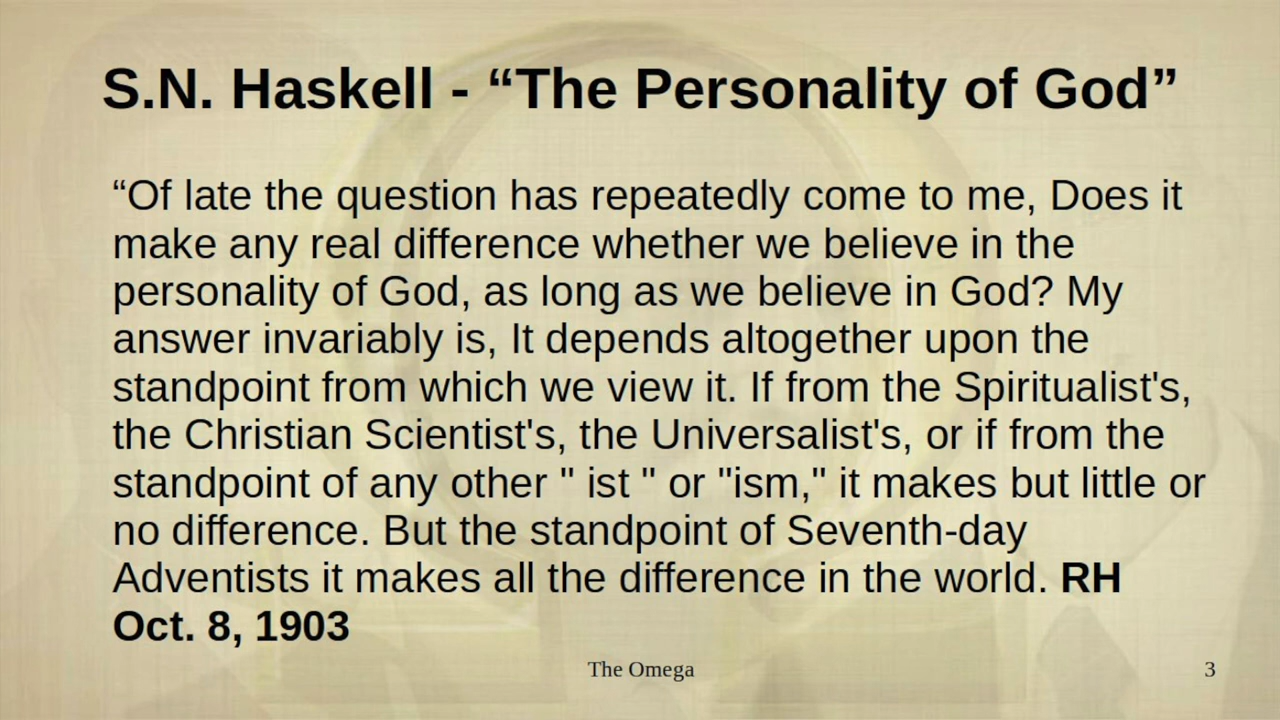 S.N. Haskell - “The Personality of God”
“Of late the question has repeatedly come to me, Does it
make any real difference whether we believe in the
personality of God, as long as we believe in God? My
answer invariably is, It depends altogether upon the
standpoint from which we view it. If from the Spiritualist's,
the Christian Scientist's, the Universalist's, or if from the
standpoint of any other " ist " or "ism," it makes but little or
no difference. But the standpoint of Seventh-day
Adventists it makes all the difference in the world. RH
Oct. 8, 1903
The Omega
3